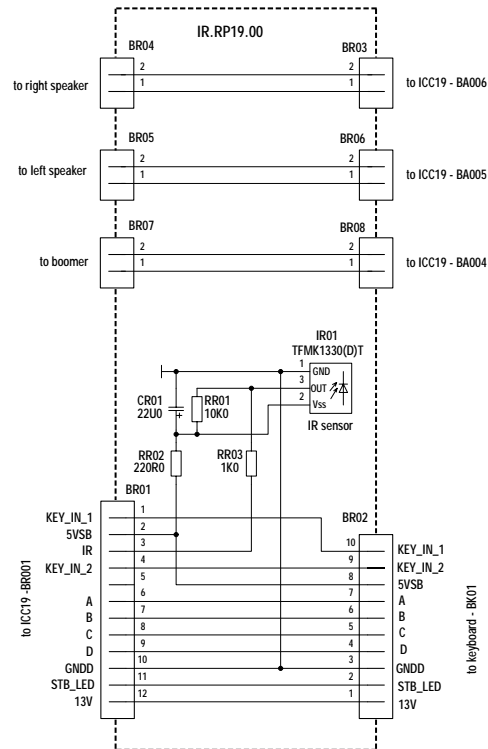 IR.RP19.00
BR04
BR03
to right speaker
2
1
2
1
to ICC19 - BA006
BR05
BR06
to left speaker
2
1
2
1
to ICC19 - BA005
BR07
BR08
to boomer
2
1
2
1
to ICC19 - BA004
IR01
TFMK1330(D)T
1
GND
3
OUT
2
Vss
IR sensor
CR01
22U0
+
RR01
10K0
RR02
220R0
RR03
1K0
BR01
to ICC19 -BR001
KEY_IN_1
1
5VSB
2
IR
3
KEY_IN_2
4
5
A
6
B
7
C
8
D
9
GNDD
10
STB_LED
11
13V
12
BR02
10
KEY_IN_1
9
KEY_IN_2
8
5VSB
7
A
6
B
5
C
4
D
3
GNDD
2
STB_LED
1
13V
to keyboard - BK01